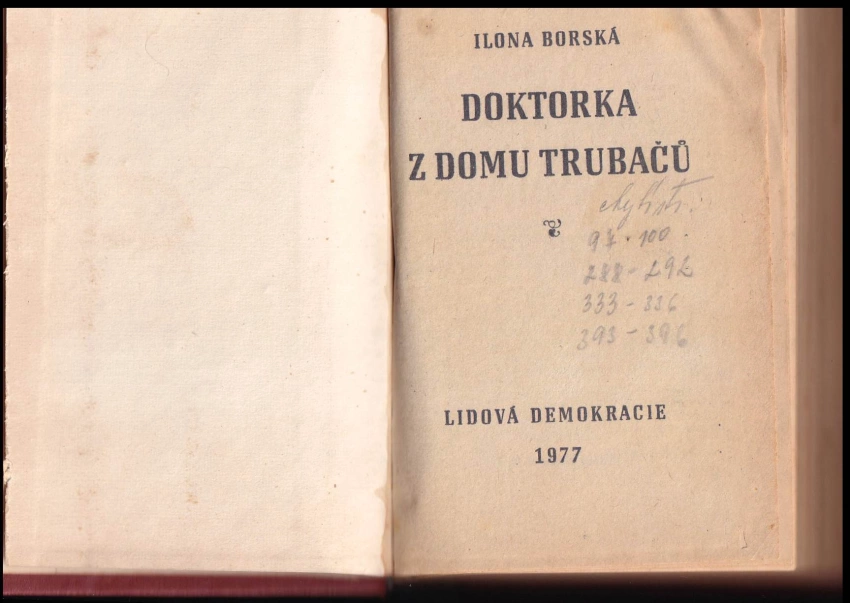 ILONA BORSKÁ
DOKTORKA
Z DOMU TRUBAČŮ
97 - 100
288 - 292
333 - 336
393 - 396
LIDOVÁ DEMOKRACIE
1977